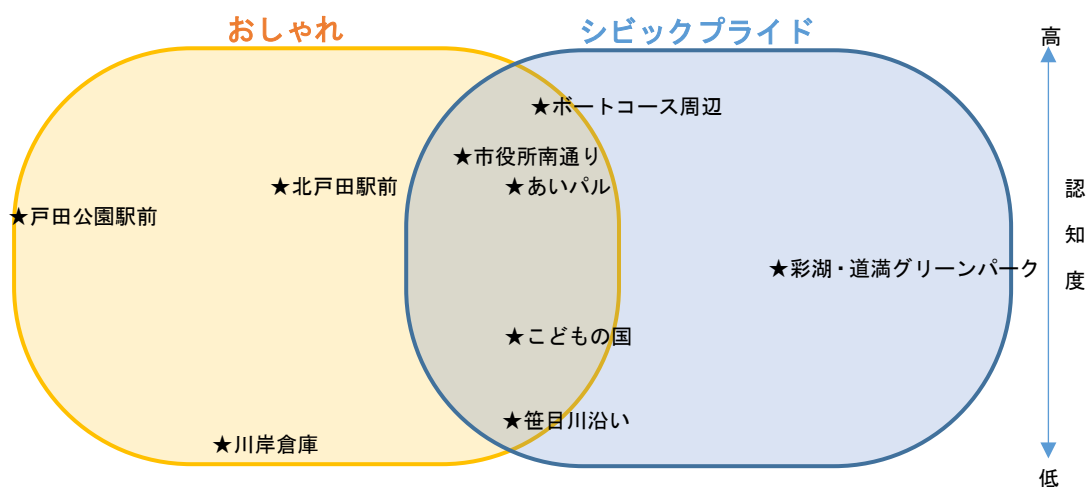 おしゃれ
シビックプライド
高
★ボートコース周辺
★市役所南通り
★北戸田駅前
★あいパル
★戸田公園駅前
認知度
★彩湖・道満グリーンパーク
★こどもの国
★笹目川沿い
★川岸倉庫
低